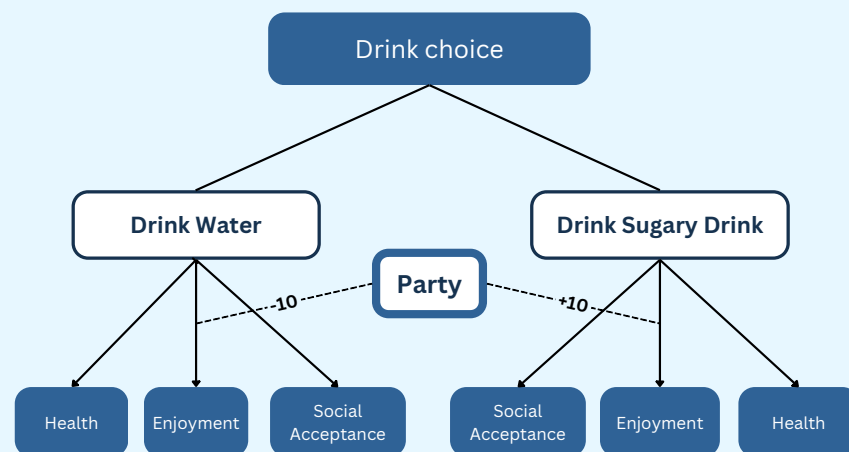 Drink choice
Drink Water
Drink Sugary Drink
Party
-10
+10
Health
Enjoyment
Social
Acceptance
Social
Acceptance
Enjoyment
Health